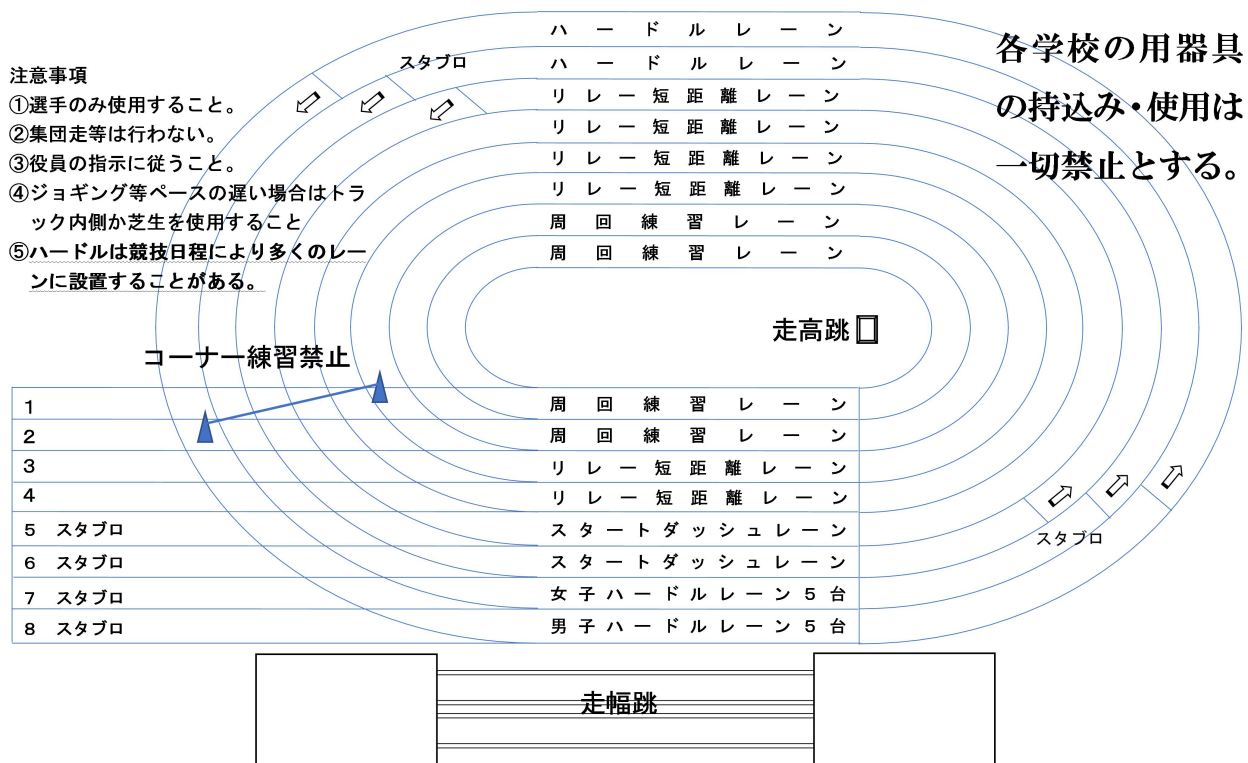 各学校の用器具
の持込み・使用は
一切禁止とする。
注意事項
①選手のみ使用すること。
②集団走等は行わない。
③役員の指示に従うこと。
④ジョギング等ペースの遅い場合はトラ
ック内側か芝生を使用すること
⑤ハードルは競技日程により多くのレー
ンに設置することがある。
スタブロ
ハードルレーン
ハードルレーン
リレー短距離レーン
リレー短距離レーン
リレー短距離レーン
リレー短距離レーン
周回練習レーン
周回練習レーン
走高跳
コーナー練習禁止
1 周回練習レーン
2 周回練習レーン
3 リレー短距離レーン
4 リレー短距離レーン
5 スタブロ スタートダッシュレーン
6 スタブロ スタートダッシュレーン
7 スタブロ 女子ハードルレーン5台
8 スタブロ 男子ハードルレーン5台
スタブロ
走幅跳